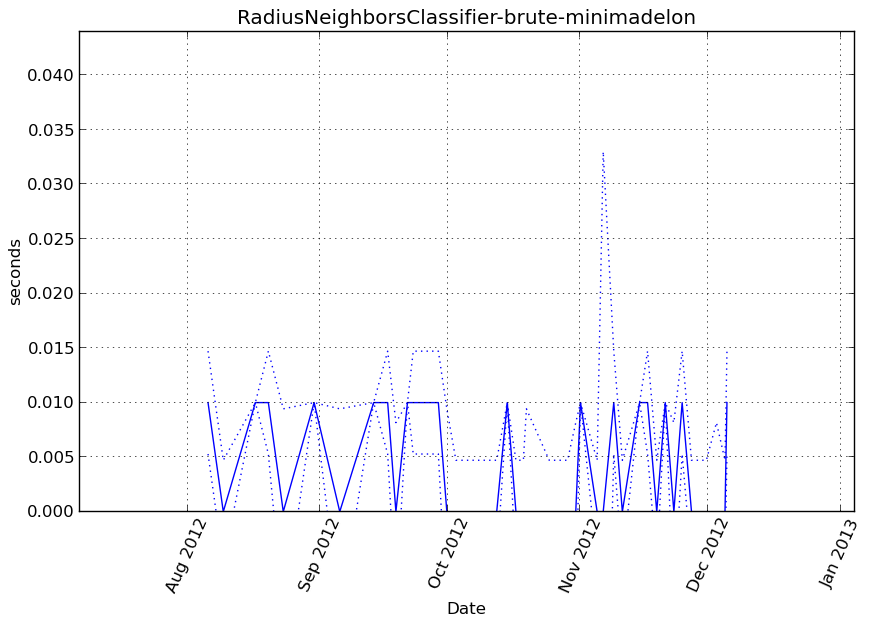 RadiusNeighborsClassifier-brute-minimadelon
0.040
0.035
0.030
0.025
0.020
0.015
0.010
0.005
0.000
seconds
Aug 2012
Sep 2012
Oct 2012
Nov 2012
Dec 2012
Jan 2013
Date